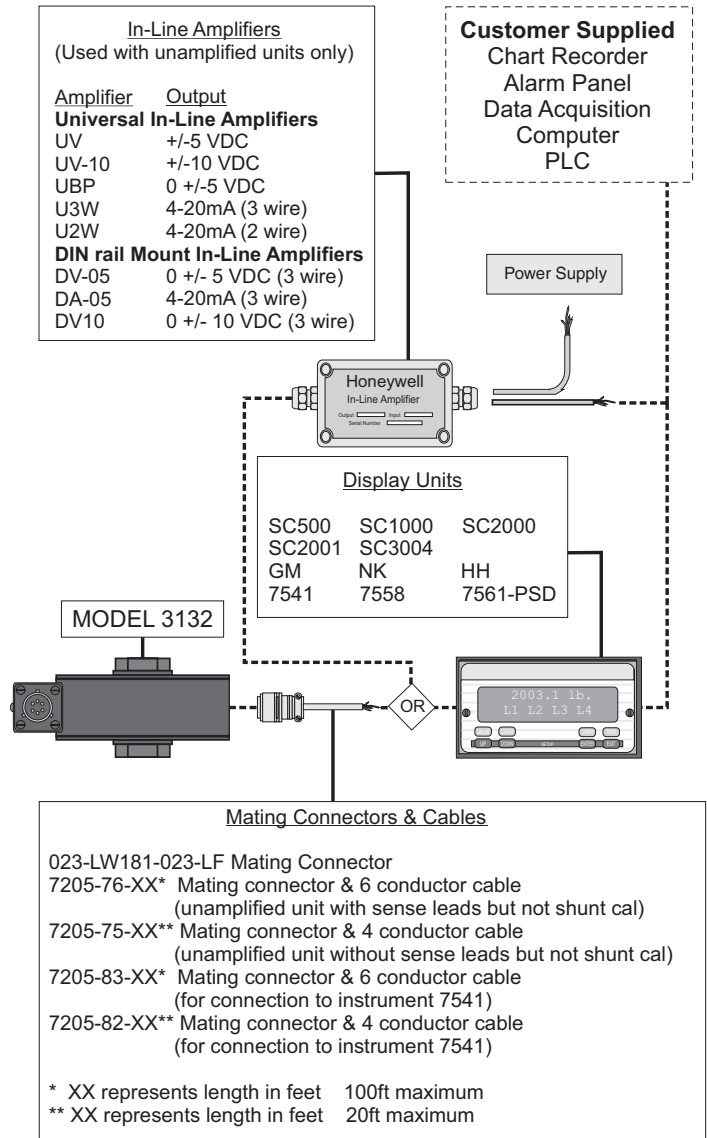 In-Line Amplifiers
(Used with unamplified units only)
Amplifier Output
Universal In-Line Amplifiers
UV +/-5 VDC
UV-10 +/-10 VDC
UBP 0 +/-5 VDC
U3W 4-20mA (3 wire)
U2W 4-20mA (2 wire)
DIN rail Mount In-Line Amplifiers
DV-05 0 +/- 5 VDC (3 wire)
DA-05 4-20mA (3 wire)
DV10 0 +/- 10 VDC (3 wire)
Customer Supplied
Chart Recorder
Alarm Panel
Data Acquisition
Computer
PLC
Power Supply
Honeywell
In-Line Amplifier
Output Input
Serial Number
Display Units
SC500 SC1000 SC2000
SC2001 SC3004
GM NK HH
7541 7558 7561-PSD
MODEL 3132
OR
2003.1 lb.
L1 L2 L3 L4
UP DOWN SETUP ENTER EXIT
Mating Connectors & Cables
023-LW181-023-LF Mating Connector
7205-76-XX* Mating connector & 6 conductor cable
(unamplified unit with sense leads but not shunt cal)
7205-75-XX** Mating connector & 4 conductor cable
(unamplified unit without sense leads but not shunt cal)
7205-83-XX* Mating connector & 6 conductor cable
(for connection to instrument 7541)
7205-82-XX** Mating connector & 4 conductor cable
(for connection to instrument 7541)
* XX represents length in feet 100ft maximum
** XX represents length in feet 20ft maximum